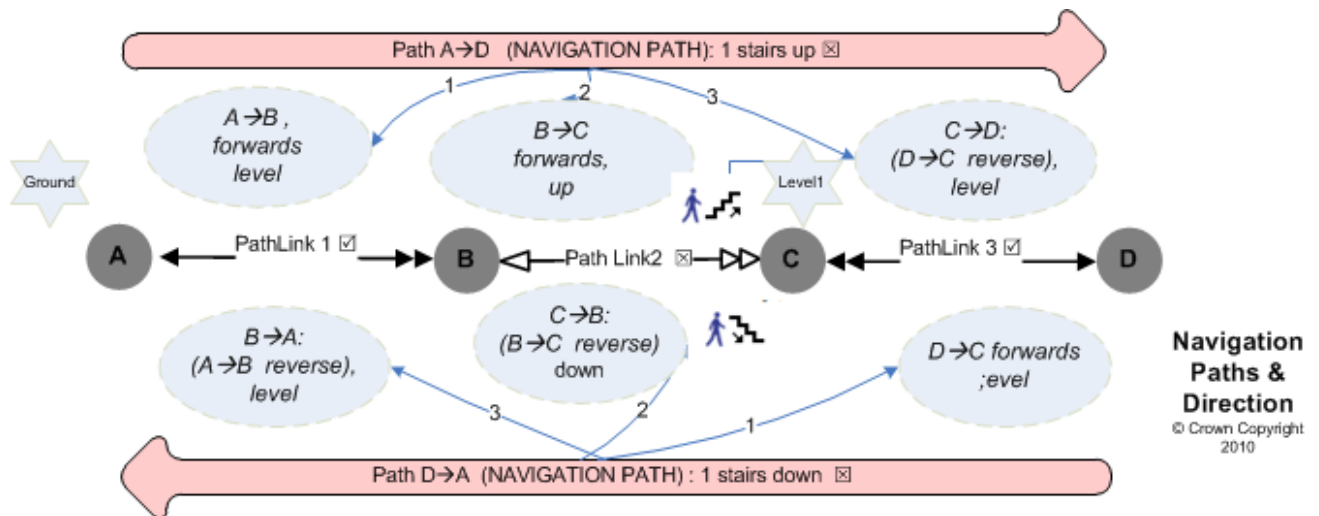 Path A→D (NAVIGATION PATH): 1 stairs up ☒
1
2
3
A→B ,
forwards
level
B→C
forwards,
up
C→D:
(D→C reverse),
level
Ground
Level1
A
PathLink 1 ☑
B
Path Link2 ☒
C
PathLink 3 ☑
D
B→A:
(A→B reverse),
level
C→B:
(B→C reverse)
down
D→C forwards
;evel
3
2
1
Navigation
Paths &
Direction
© Crown Copyright
2010
Path D→A (NAVIGATION PATH) : 1 stairs down ☒